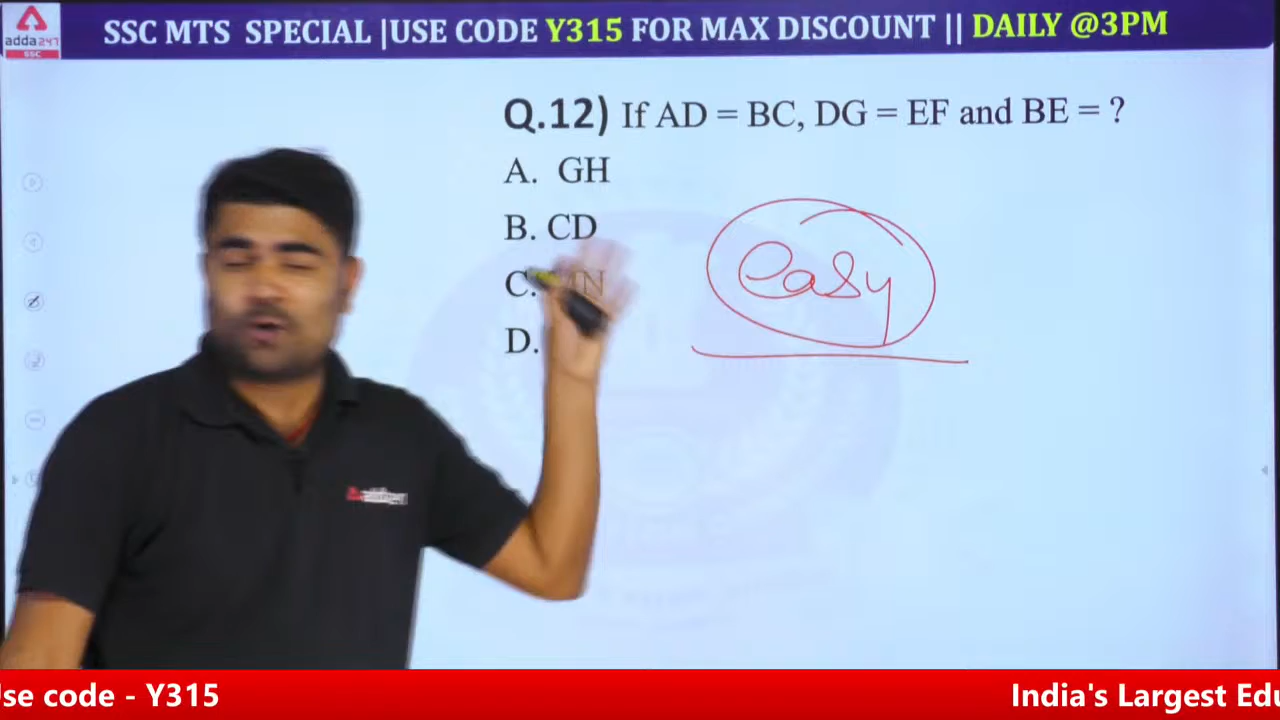 adda247
SSC
SSC MTS SPECIAL |USE CODE Y315 FOR MAX DISCOUNT || DAILY @3PM
Q.12) If AD = BC, DG = EF and BE = ?
A. GH
B. CD
C.
D.
easy
Use code - Y315
India's Largest Edu